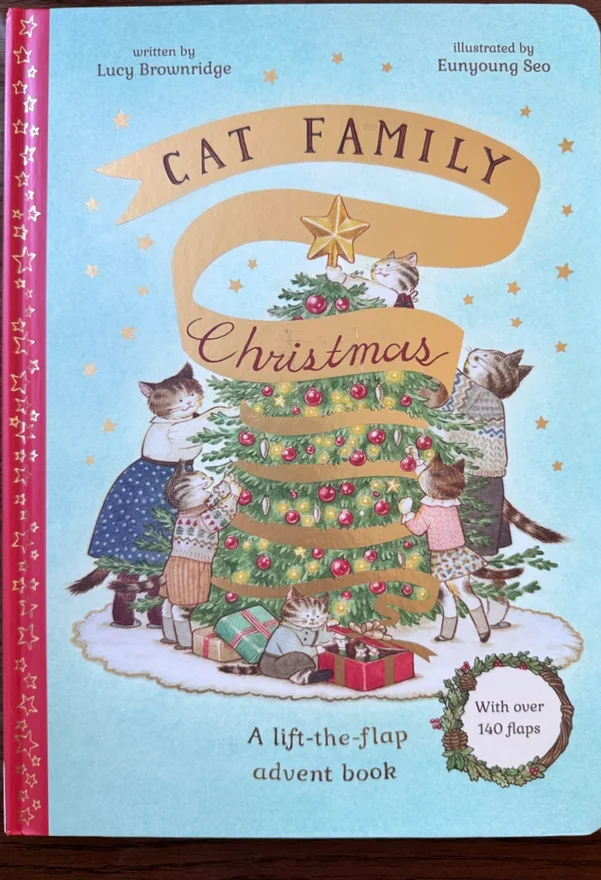 written by
Lucy Brownridge
illustrated by
Eunyoung Seo
CAT FAMILY
Christmas
With over
140 flaps
A lift-the-flap
advent book